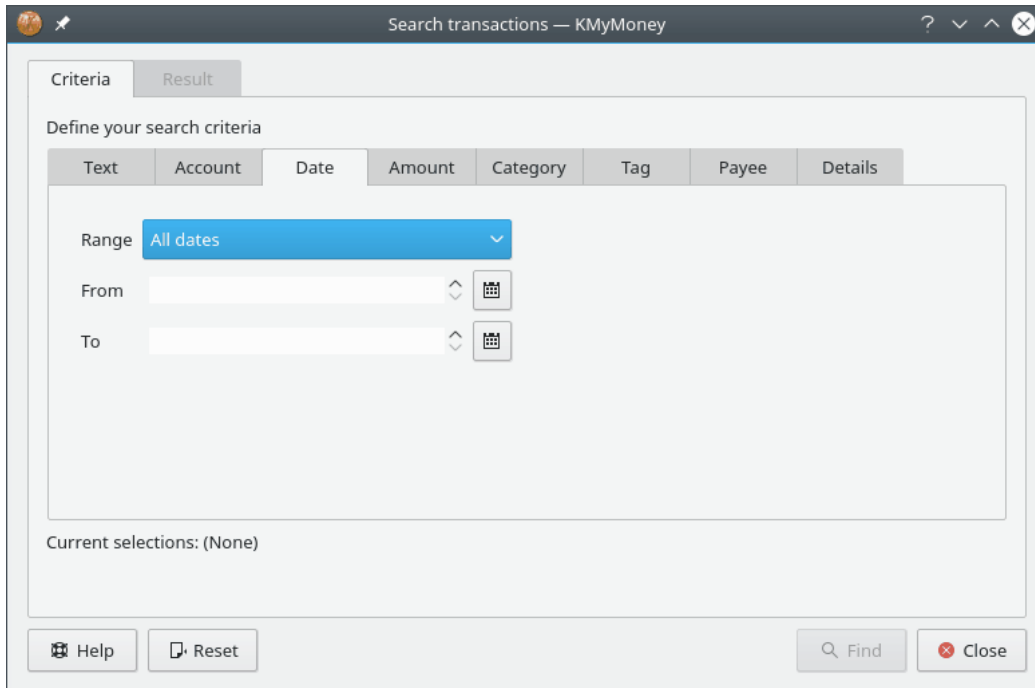 Search transactions — KMyMoney
Criteria Result
Define your search criteria
Text Account Date Amount Category Tag Payee Details
Range All dates
From
To
Current selections: (None)
Help Reset Find Close